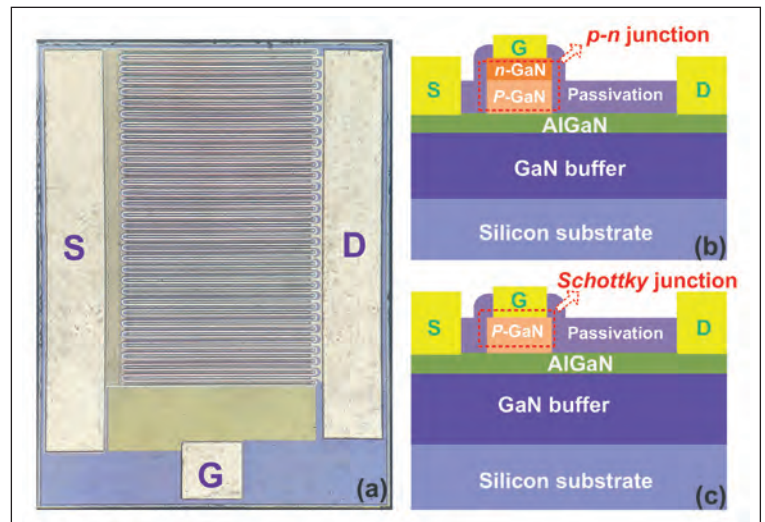 S
D
G
(a)
p-n junction
G
n-GaN
P-GaN
S
Passivation
D
AlGaN
GaN buffer
Silicon substrate
(b)
Schottky junction
G
P-GaN
S
Passivation
D
AlGaN
GaN buffer
Silicon substrate
(c)